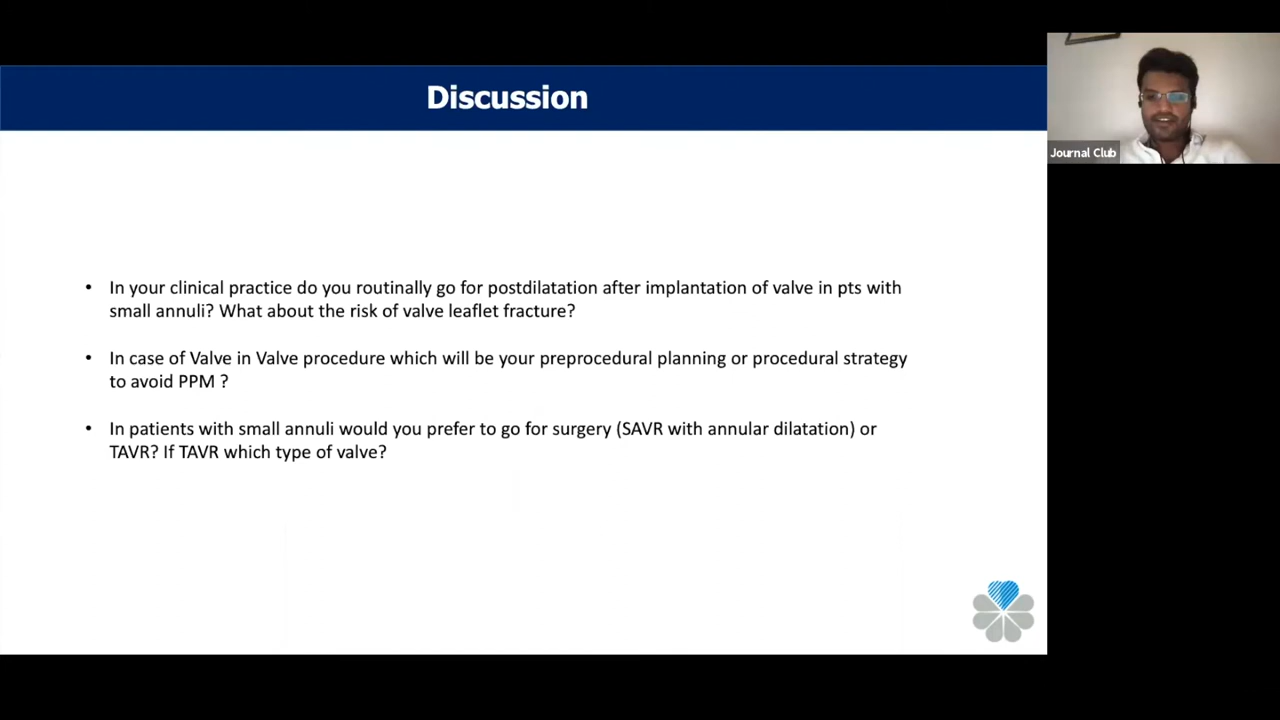 Discussion
Journal Club
• In your clinical practice do you routinally go for postdilatation after implantation of valve in pts with
small annuli? What about the risk of valve leaflet fracture?
• In case of Valve in Valve procedure which will be your preprocedural planning or procedural strategy
to avoid PPM ?
• In patients with small annuli would you prefer to go for surgery (SAVR with annular dilatation) or
TAVR? If TAVR which type of valve?